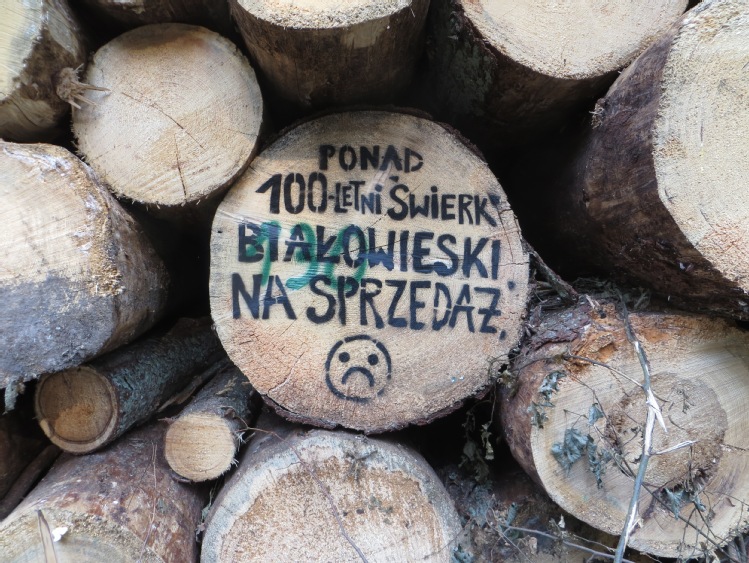 PONAD
100-LETNI ŚWIERK
BIAŁOWIESKI
NA SPRZEDAŻ